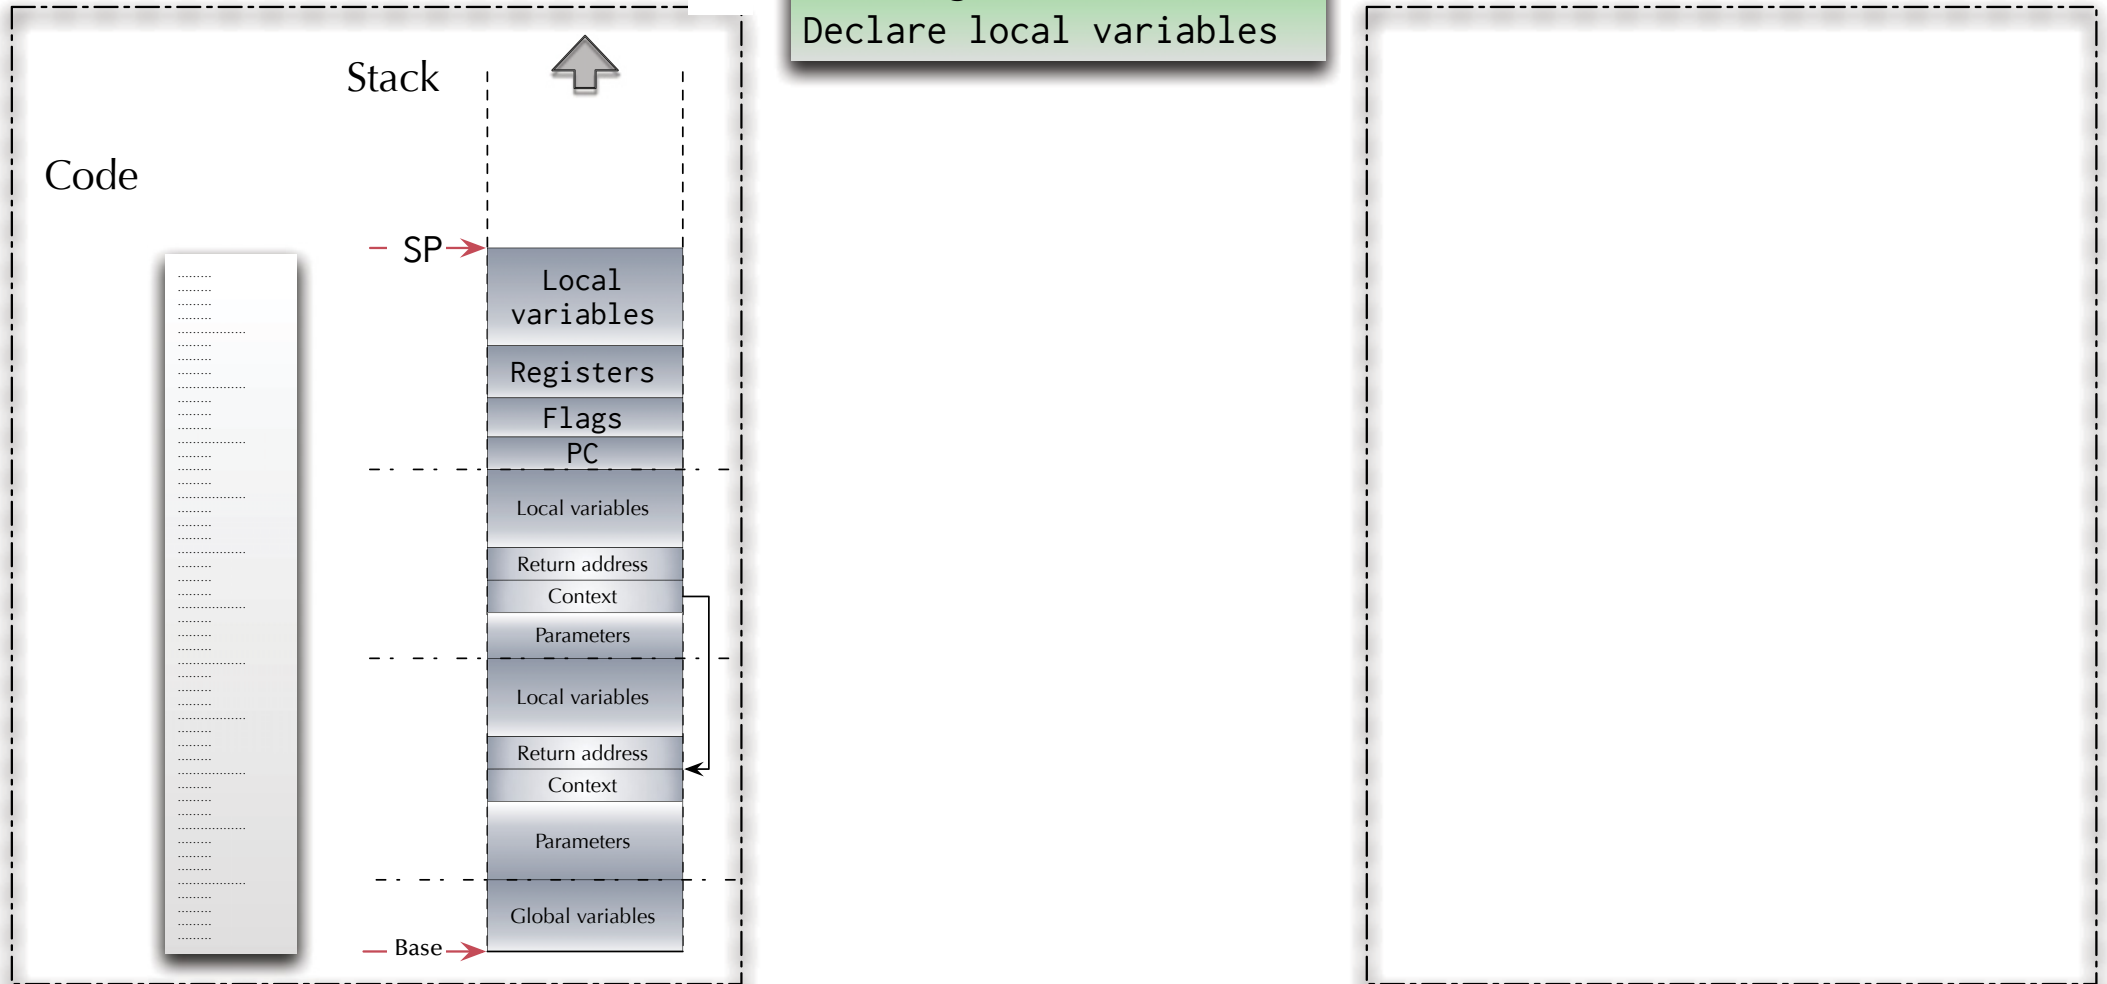 Declare local variables
Stack
Code
SP
Local
variables
Registers
Flags
PC
Local variables
Return address
Context
Parameters
Local variables
Return address
Context
Parameters
Global variables
Base